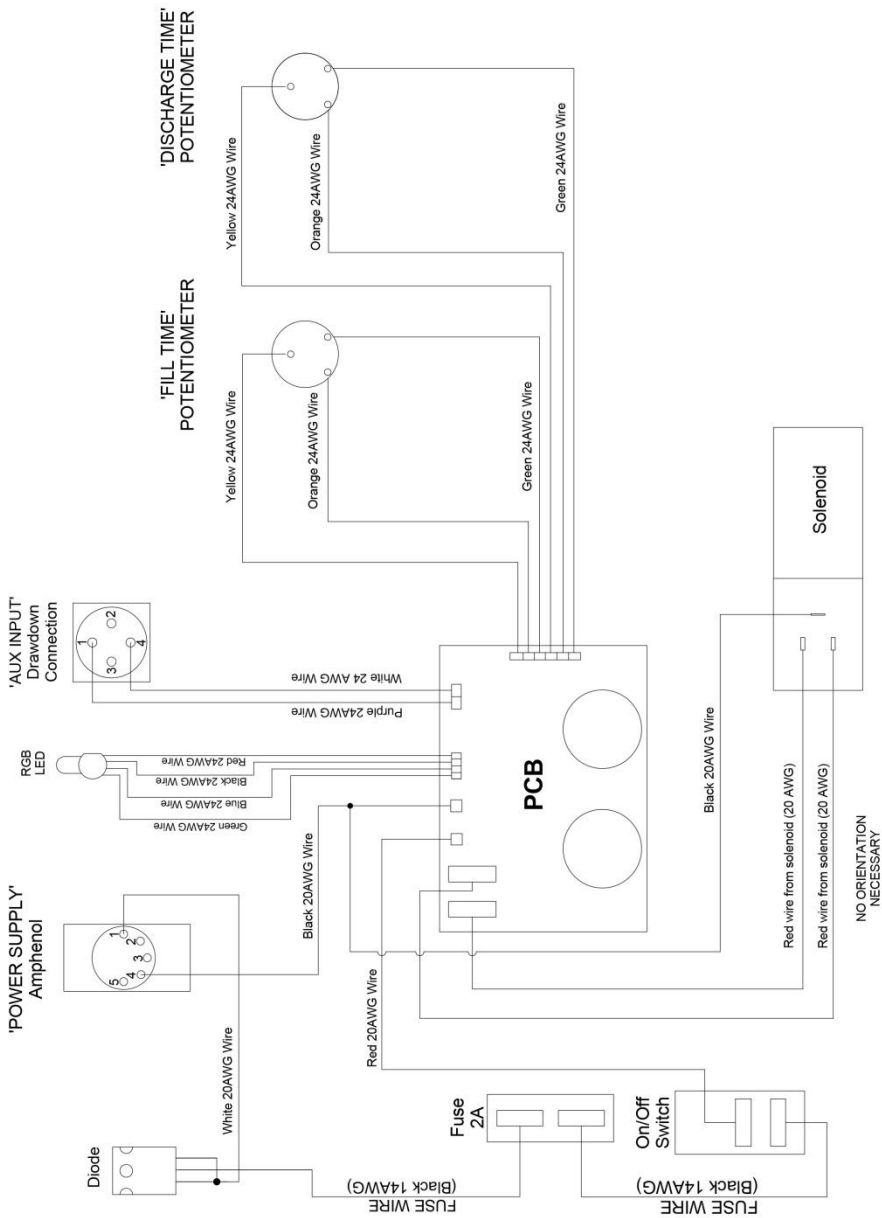 'POWER SUPPLY'
Amphenol
1
2
3
4
5
Diode
White 20AWG Wire
Black 20AWG Wire
RGB
LED
Red 24AWG Wire
Black 24AWG Wire
Blue 24AWG Wire
Green 24AWG Wire
'AUX INPUT'
Drawdown
Connection
1
2
3
4
White 24 AWG Wire
Purple 24AWG Wire
'FILL TIME'
POTENTIOMETER
Yellow 24AWG Wire
Orange 24AWG Wire
Green 24AWG Wire
'DISCHARGE TIME'
POTENTIOMETER
Yellow 24AWG Wire
Orange 24AWG Wire
Green 24AWG Wire
PCB
Red 20AWG Wire
Fuse
2A
FUSE WIRE
(Black 14AWG)
FUSE WIRE
(Black 14AWG)
On/Off
Switch
Black 20AWG Wire
Red wire from solenoid (20 AWG)
Red wire from solenoid (20 AWG)
NO ORIENTATION
NECESSARY
Solenoid